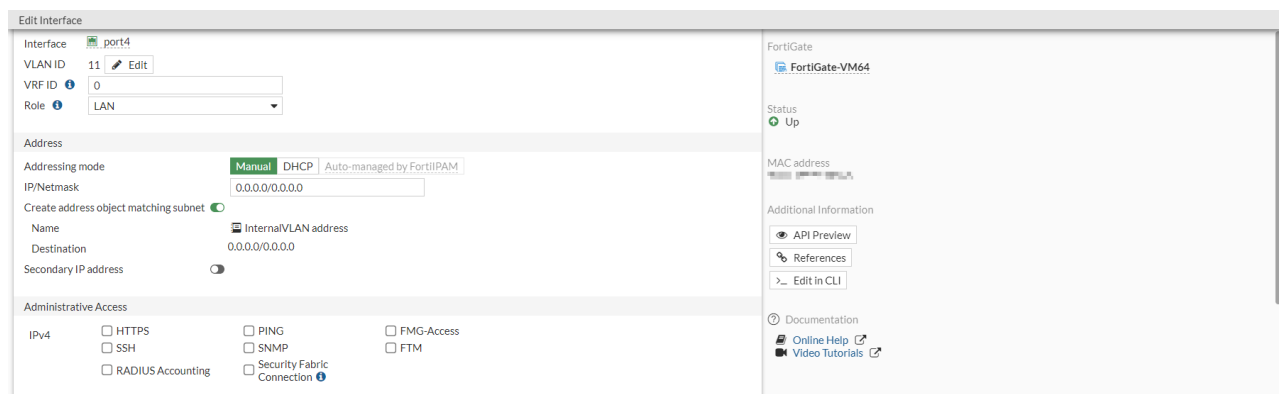 Edit Interface
Interface port4
VLAN ID 11 Edit
VRF ID 0
Role LAN
Address
Addressing mode Manual DHCP Auto-managed by FortiIPAM
IP/Netmask 0.0.0.0/0.0.0.0
Create address object matching subnet
Name InternalVLAN address
Destination 0.0.0.0/0.0.0.0
Secondary IP address
Administrative Access
IPv4 HTTPS PING FMG-Access
SSH SNMP FTM
RADIUS Accounting Security Fabric
Connection
FortiGate
FortiGate-VM64
Status
Up
MAC address
Additional Information
API Preview
References
>_ Edit in CLI
Documentation
Online Help
Video Tutorials